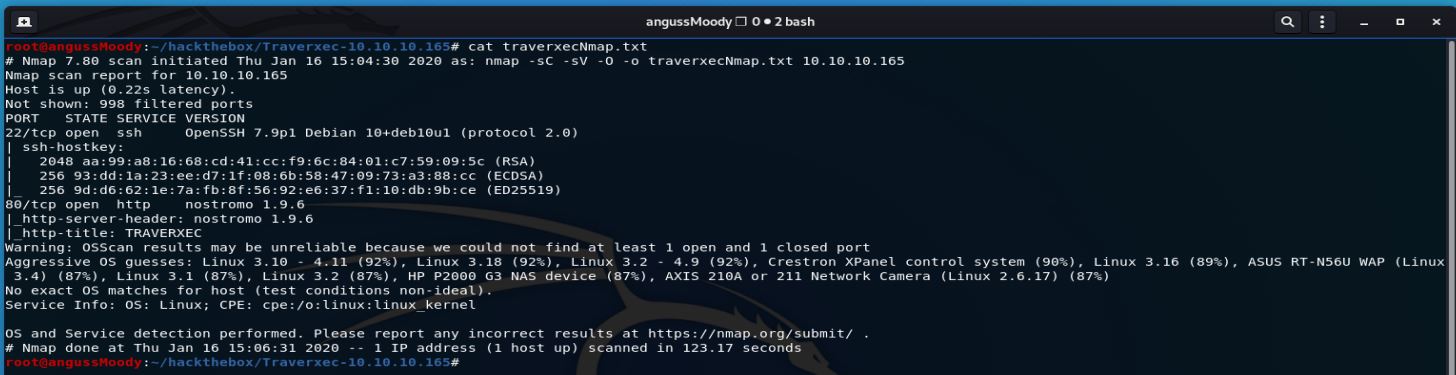 angussMoody ❐ 0 ● 2 bash
root@angussMoody:~/hackthebox/Traverxec-10.10.10.165# cat traverxecNmap.txt
# Nmap 7.80 scan initiated Thu Jan 16 15:04:30 2020 as: nmap -sC -sV -O -o traverxecNmap.txt 10.10.10.165
Nmap scan report for 10.10.10.165
Host is up (0.22s latency).
Not shown: 998 filtered ports
PORT   STATE SERVICE VERSION
22/tcp open  ssh     OpenSSH 7.9p1 Debian 10+deb10u1 (protocol 2.0)
| ssh-hostkey:
|   2048 aa:99:a8:16:68:cd:41:cc:f9:6c:84:01:c7:59:09:5c (RSA)
|   256 93:dd:1a:23:ee:d7:1f:08:6b:58:47:09:73:a3:88:cc (ECDSA)
|_  256 9d:d6:62:1e:7a:fb:8f:56:92:e6:37:f1:10:db:9b:ce (ED25519)
80/tcp open  http    nostromo 1.9.6
|_http-server-header: nostromo 1.9.6
|_http-title: TRAVERXEC
Warning: OSScan results may be unreliable because we could not find at least 1 open and 1 closed port
Aggressive OS guesses: Linux 3.10 - 4.11 (92%), Linux 3.18 (92%), Linux 3.2 - 4.9 (92%), Crestron XPanel control system (90%), Linux 3.16 (89%), ASUS RT-N56U WAP (Linux
 3.4) (87%), Linux 3.1 (87%), Linux 3.2 (87%), HP P2000 G3 NAS device (87%), AXIS 210A or 211 Network Camera (Linux 2.6.17) (87%)
No exact OS matches for host (test conditions non-ideal).
Service Info: OS: Linux; CPE: cpe:/o:linux:linux_kernel

OS and Service detection performed. Please report any incorrect results at https://nmap.org/submit/ .
# Nmap done at Thu Jan 16 15:06:31 2020 -- 1 IP address (1 host up) scanned in 123.17 seconds
root@angussMoody:~/hackthebox/Traverxec-10.10.10.165#